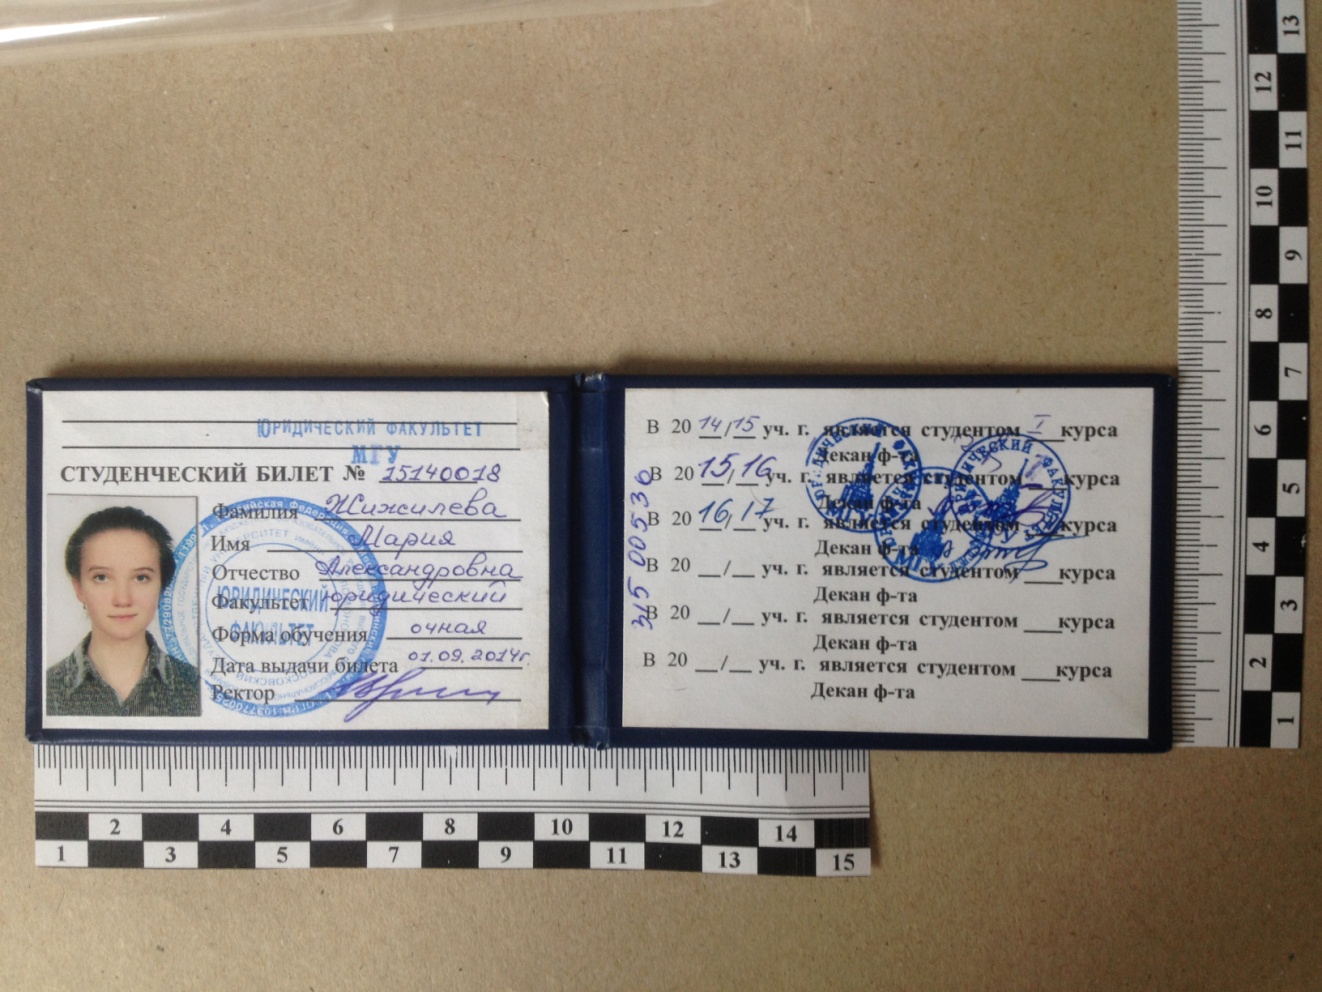 ЮРИДИЧЕСКИЙ ФАКУЛЬТЕТ
МГУ
СТУДЕНЧЕСКИЙ БИЛЕТ № 15140018
Фамилия Жижилева
Имя Мария
Отчество Александровна
Факультет юридический
Форма обучения очная
Дата выдачи билета 01.09.2014г.
Ректор
ЮРИДИЧЕСКИЙ
ФАКУЛЬТЕТ
315 00536
В 20 14/15 уч. г. является студентом I курса
Декан ф-та
В 20 15/16 уч. г. является студентом курса
Декан ф-та
В 20 16/17 уч. г. является студентом курса
Декан ф-та
В 20 __/__ уч. г. является студентом ___курса
Декан ф-та
В 20 __/__ уч. г. является студентом ___курса
Декан ф-та
В 20 __/__ уч. г. является студентом ___курса
Декан ф-та
2 4 6 8 10 12 14
1 3 5 7 9 11 13 15
13
12
11
10
9
8
7
6
5
4
3
2
1